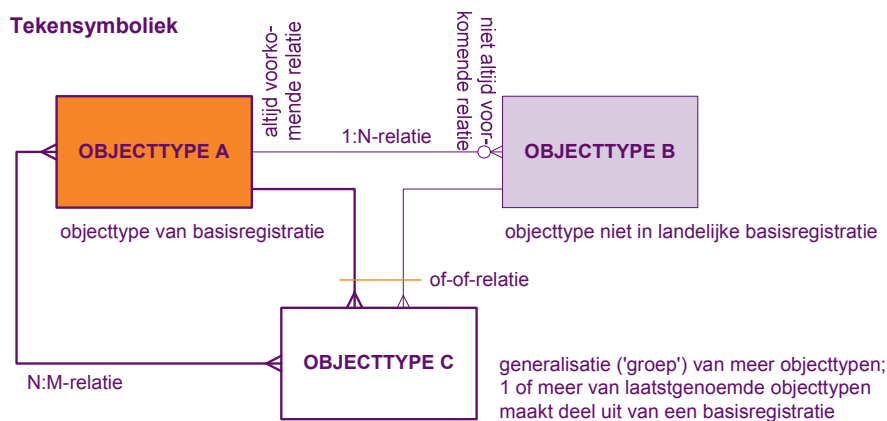 Tekensymboliek
altijd voorko-
mende relatie
niet altijd voor-
komende relatie
OBJECTTYPE A
1:N-relatie
OBJECTTYPE B
objecttype van basisregistratie
objecttype niet in landelijke basisregistratie
of-of-relatie
OBJECTTYPE C
N:M-relatie
generalisatie ('groep') van meer objecttypen;
1 of meer van laatstgenoemde objecttypen
maakt deel uit van een basisregistratie